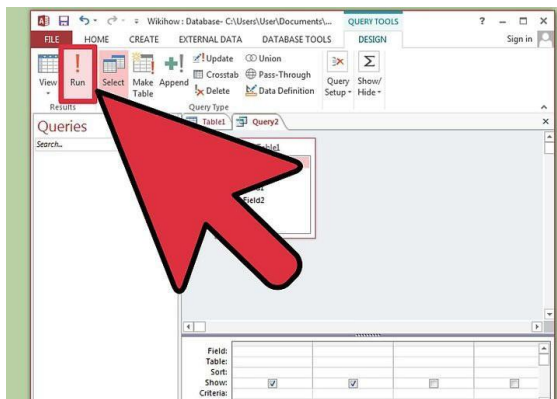 Wikihow : Database- C:\Users\User\Documents\...
QUERY TOOLS
FILE HOME CREATE EXTERNAL DATA DATABASE TOOLS DESIGN Sign in
View Run Select Make Table Append
Update Union
Crosstab Pass-Through
Delete Data Definition
Query Setup
Show/ Hide
Results Query Type
Queries
Table1 Query2
Search..
Field2
Field:
Table:
Sort:
Show:
Criteria: